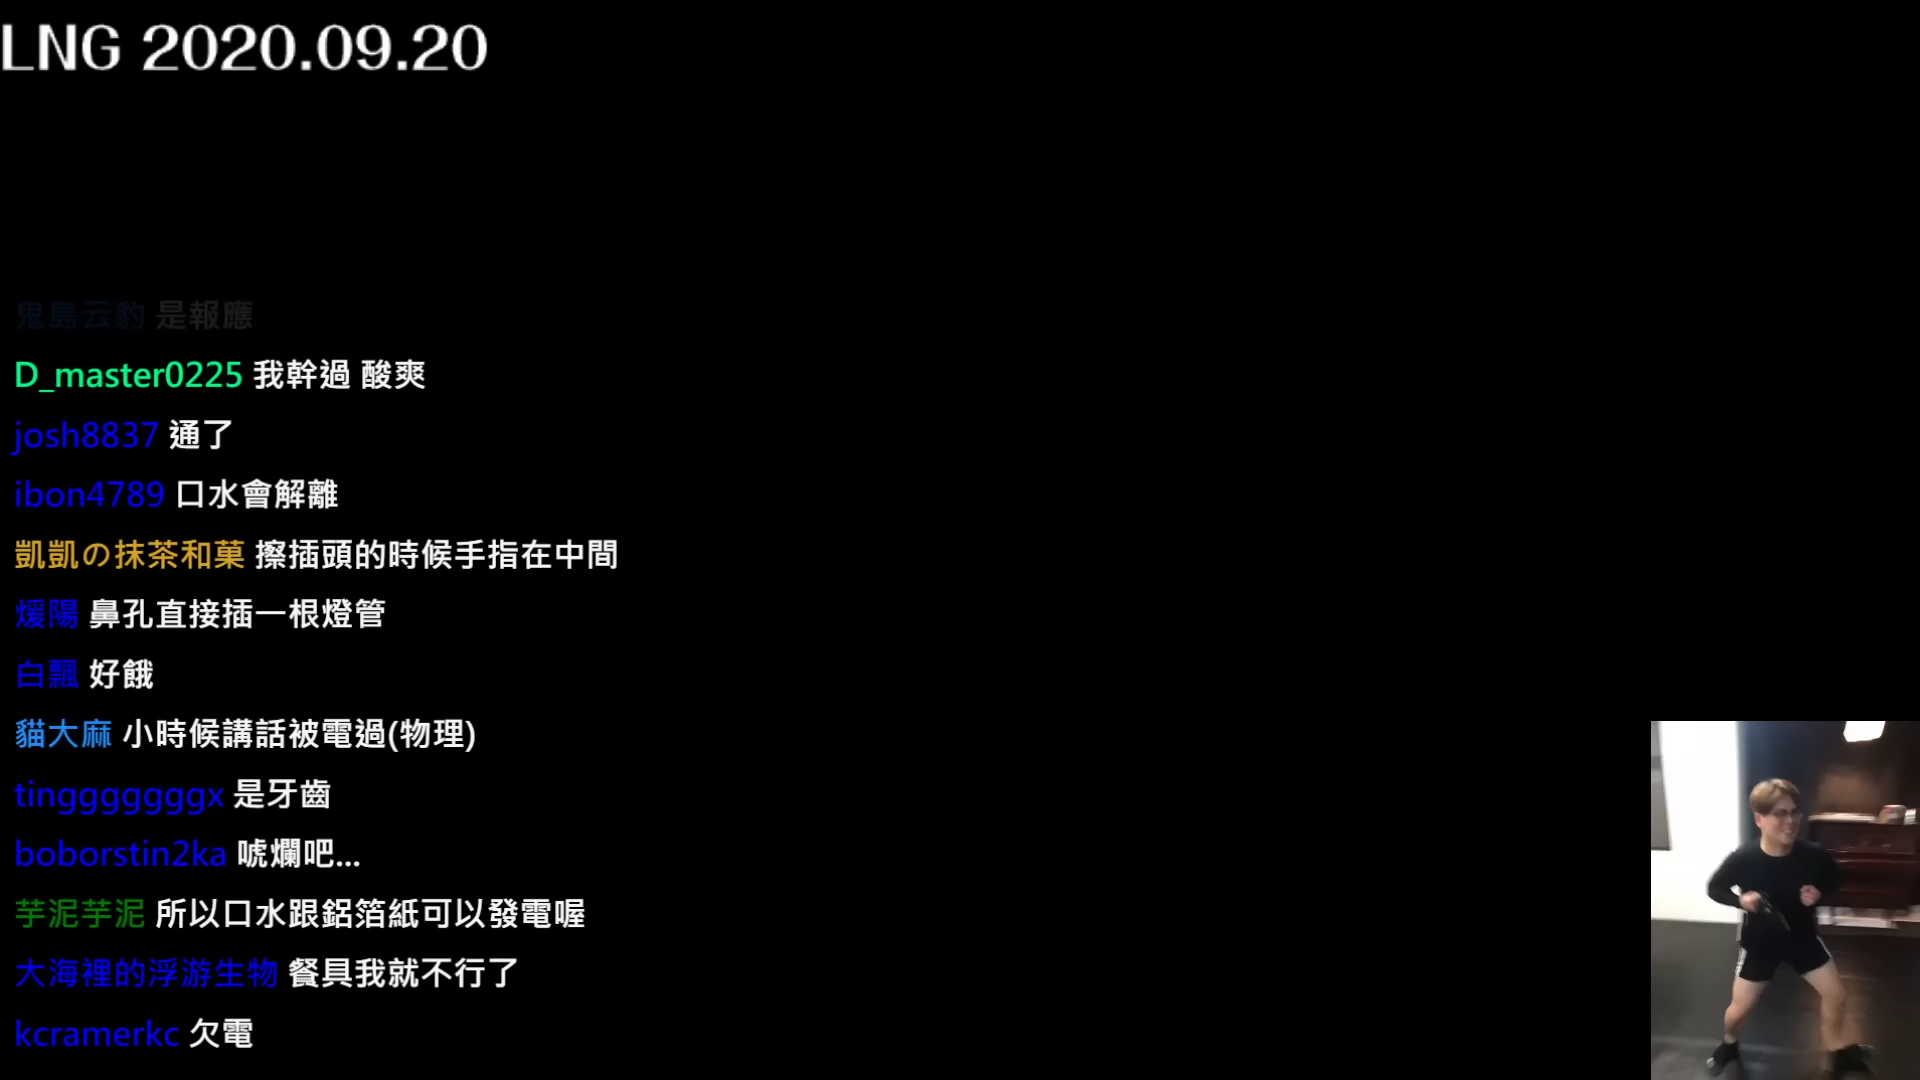 LNG 2020.09.20
鬼島云豹 是報應
D_master0225 我幹過 酸爽
josh8837 通了
ibon4789 口水會解離
凱凱の抹茶和菓 擦插頭的時候手指在中間
煖陽 鼻孔直接插一根燈管
白飄 好餓
貓大麻 小時候講話被電過(物理)
tingggggggx 是牙齒
boborstin2ka 唬爛吧...
芋泥芋泥 所以口水跟鋁箔紙可以發電喔
大海裡的浮游生物 餐具我就不行了
kcramerkc 欠電